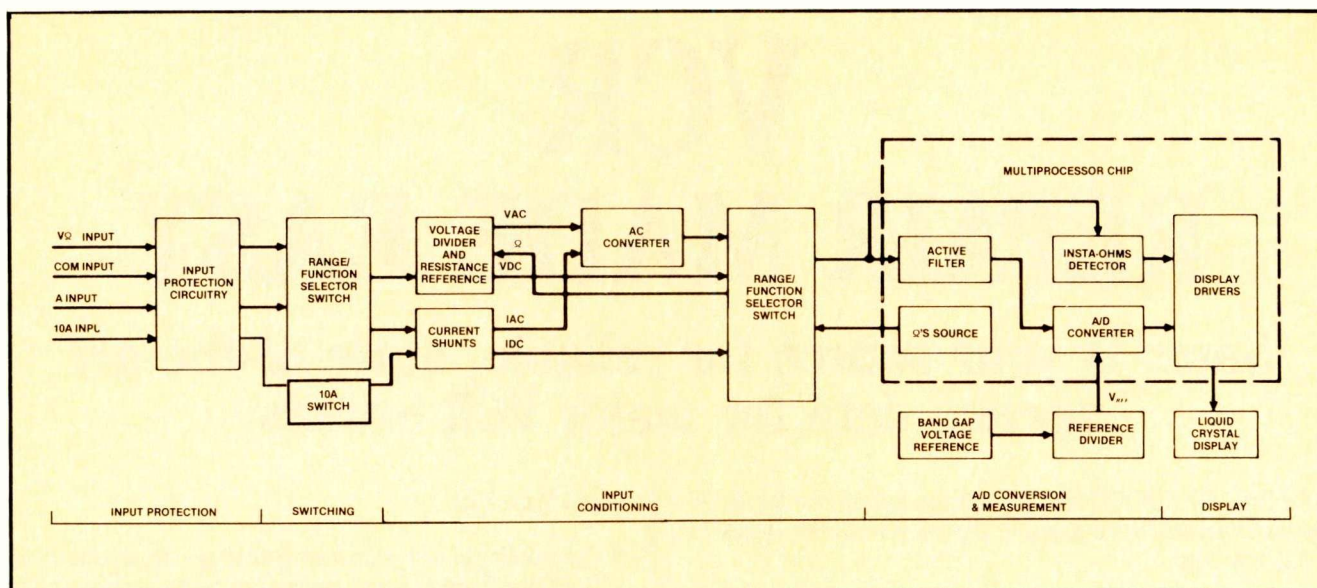 MULTIPROCESSOR CHIP
VΩ INPUT
COM INPUT
A INPUT
10A INPU
INPUT
PROTECTION
CIRCUITRY
RANGE/
FUNCTION
SELECTOR
SWITCH
10A
SWITCH
VOLTAGE
DIVIDER
AND
RESISTANCE
REFERENCE
CURRENT
SHUNTS
VAC
Ω
VDC
IAC
IDC
AC
CONVERTER
RANGE/
FUNCTION
SELECTOR
SWITCH
ACTIVE
FILTER
Ω'S SOURCE
INSTA-OHMS
DETECTOR
A/D
CONVERTER
DISPLAY
DRIVERS
BAND GAP
VOLTAGE
REFERENCE
REFERENCE
DIVIDER
LIQUID
CRYSTAL
DISPLAY
INPUT PROTECTION
SWITCHING
INPUT
CONDITIONING
A/D CONVERSION
& MEASUREMENT
DISPLAY